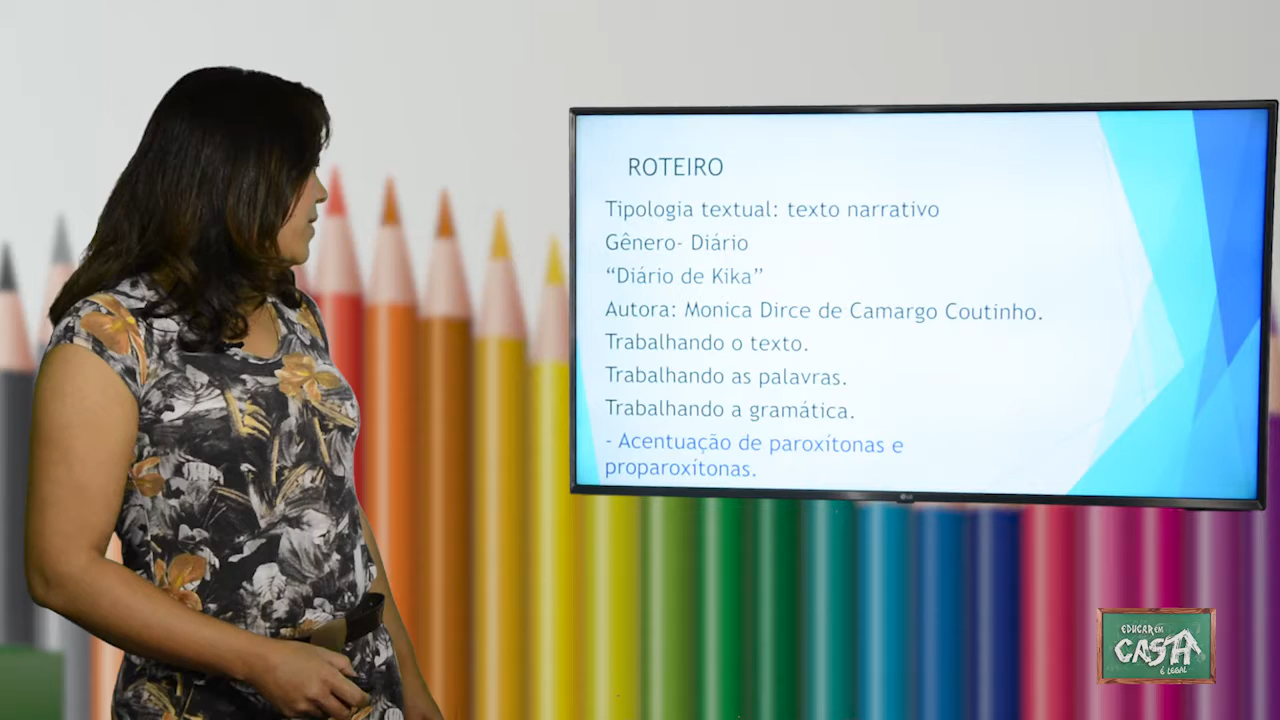 ROTEIRO
Tipologia textual: texto narrativo
Gênero- Diário
“Diário de Kika”
Autora: Monica Dirce de Camargo Coutinho.
Trabalhando o texto.
Trabalhando as palavras.
Trabalhando a gramática.
- Acentuação de paroxítonas e
proparoxítonas.
LG
EDUCAR EM
CASA
É LEGAL